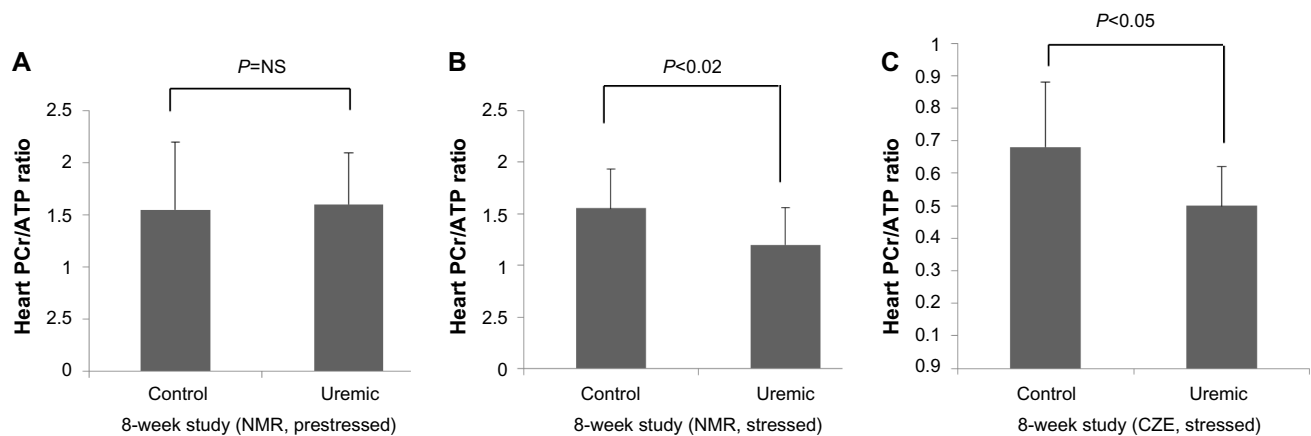 A
P=NS
Heart PCr/ATP ratio
2.5
2
1.5
1
2.5
0
Control
Uremic
8-week study (NMR, prestressed)
B
P<0.02
Heart PCr/ATP ratio
2.5
2
1.5
1
2.5
0
Control
Uremic
8-week study (NMR, stressed)
C
P<0.05
Heart PCr/ATP ratio
1
0.9
0.8
0.7
0.6
0.5
0.4
0.3
0.2
0.1
0.9
Control
Uremic
8-week study (CZE, stressed)